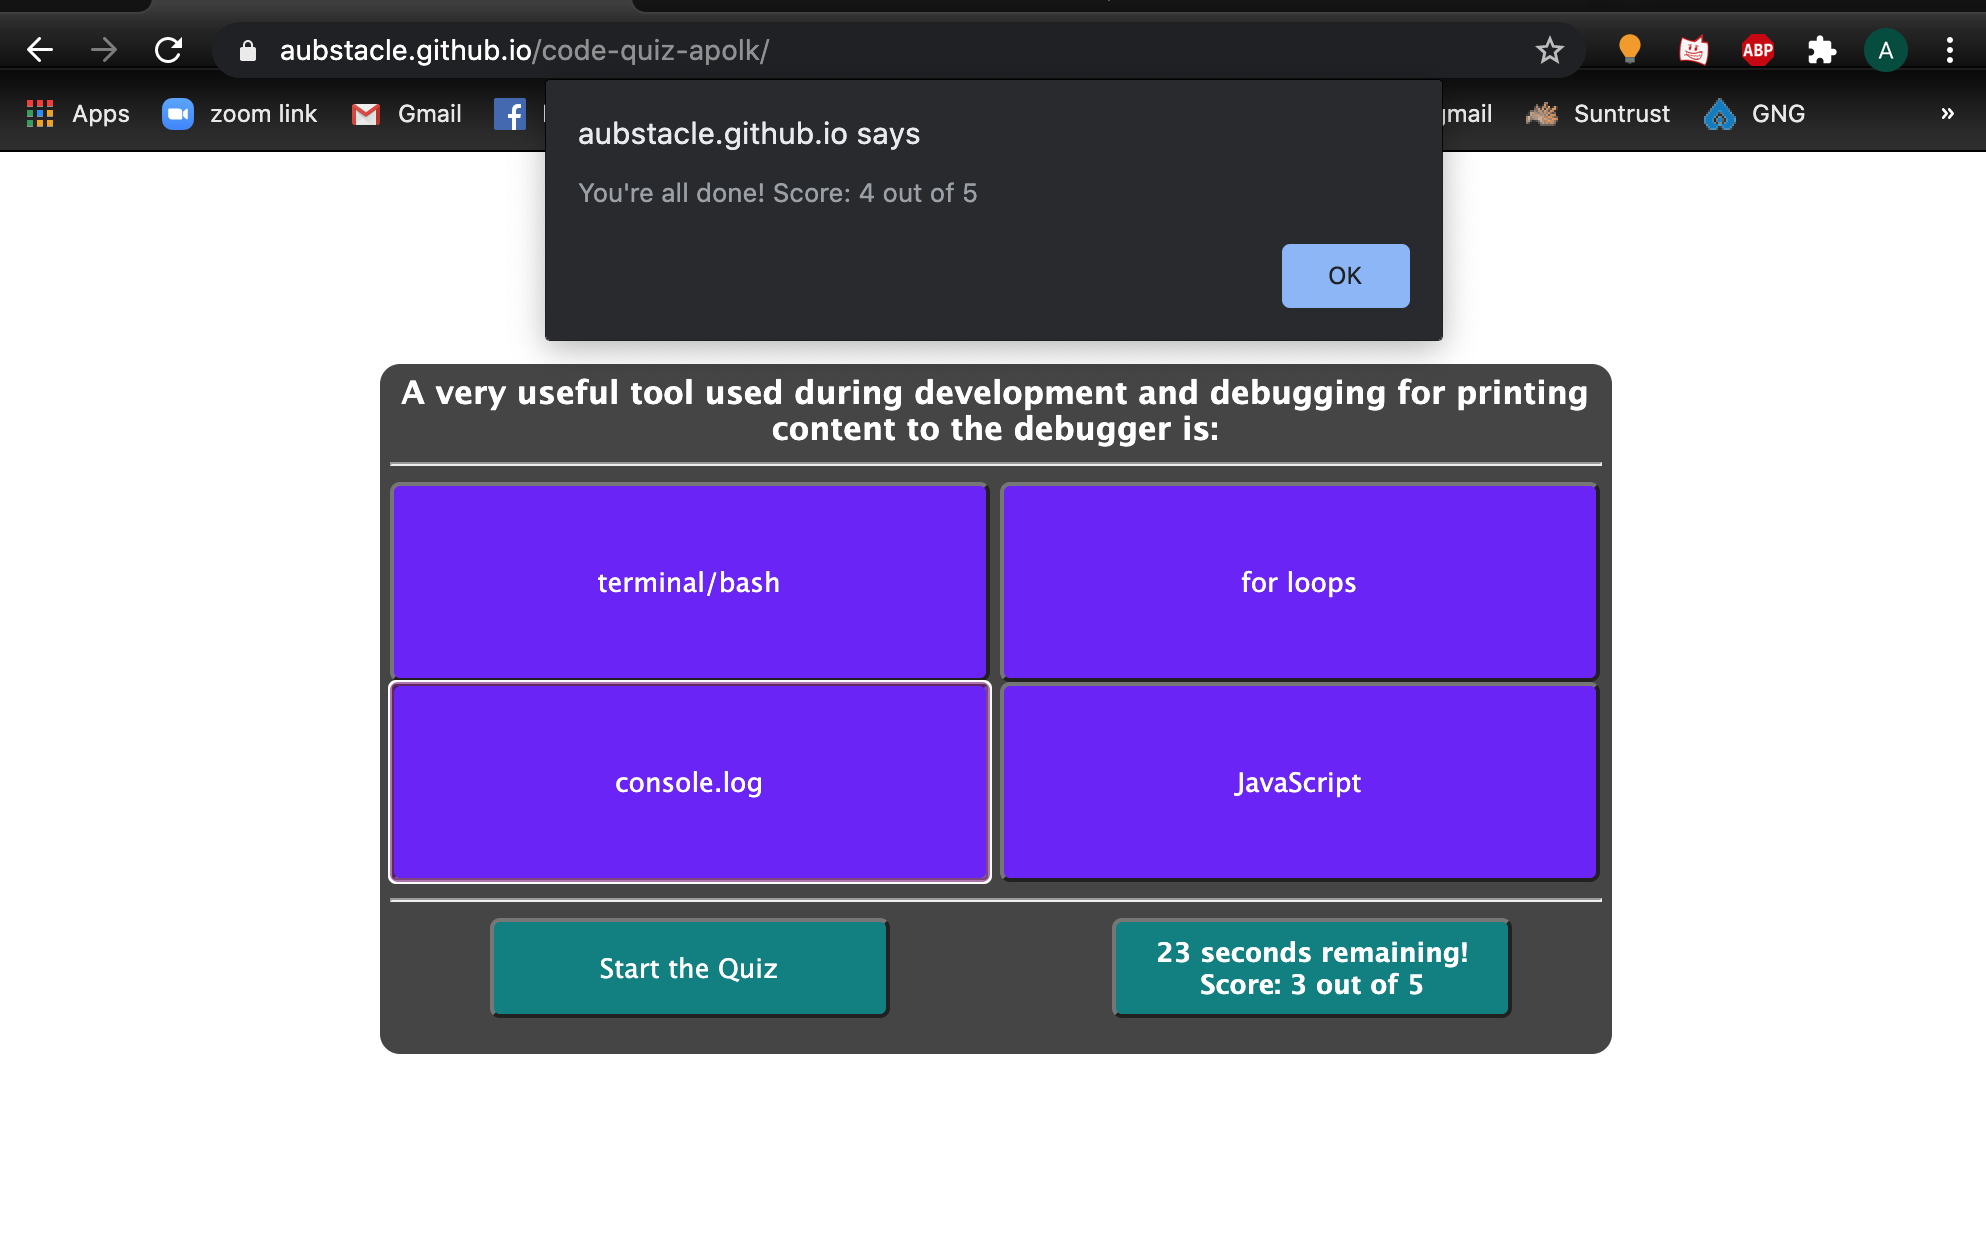 aubstacle.github.io/code-quiz-apolk/
ABP
A
Apps
zoom link
Gmail
Suntrust
GNG
»
aubstacle.github.io says
You're all done! Score: 4 out of 5
OK
A very useful tool used during development and debugging for printing
content to the debugger is:
terminal/bash
for loops
console.log
JavaScript
Start the Quiz
23 seconds remaining!
Score: 3 out of 5